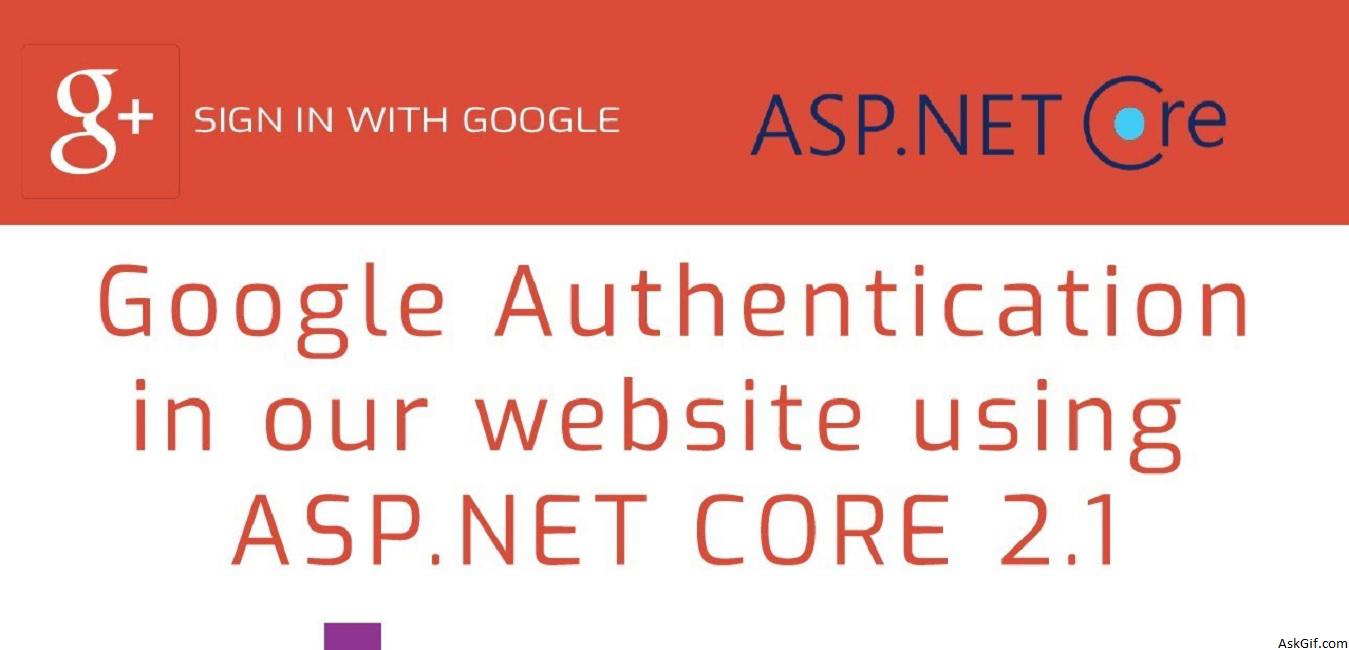 g+ SIGN IN WITH GOOGLE
ASP.NET Core
Google Authentication
in our website using
ASP.NET CORE 2.1
AskGif.com